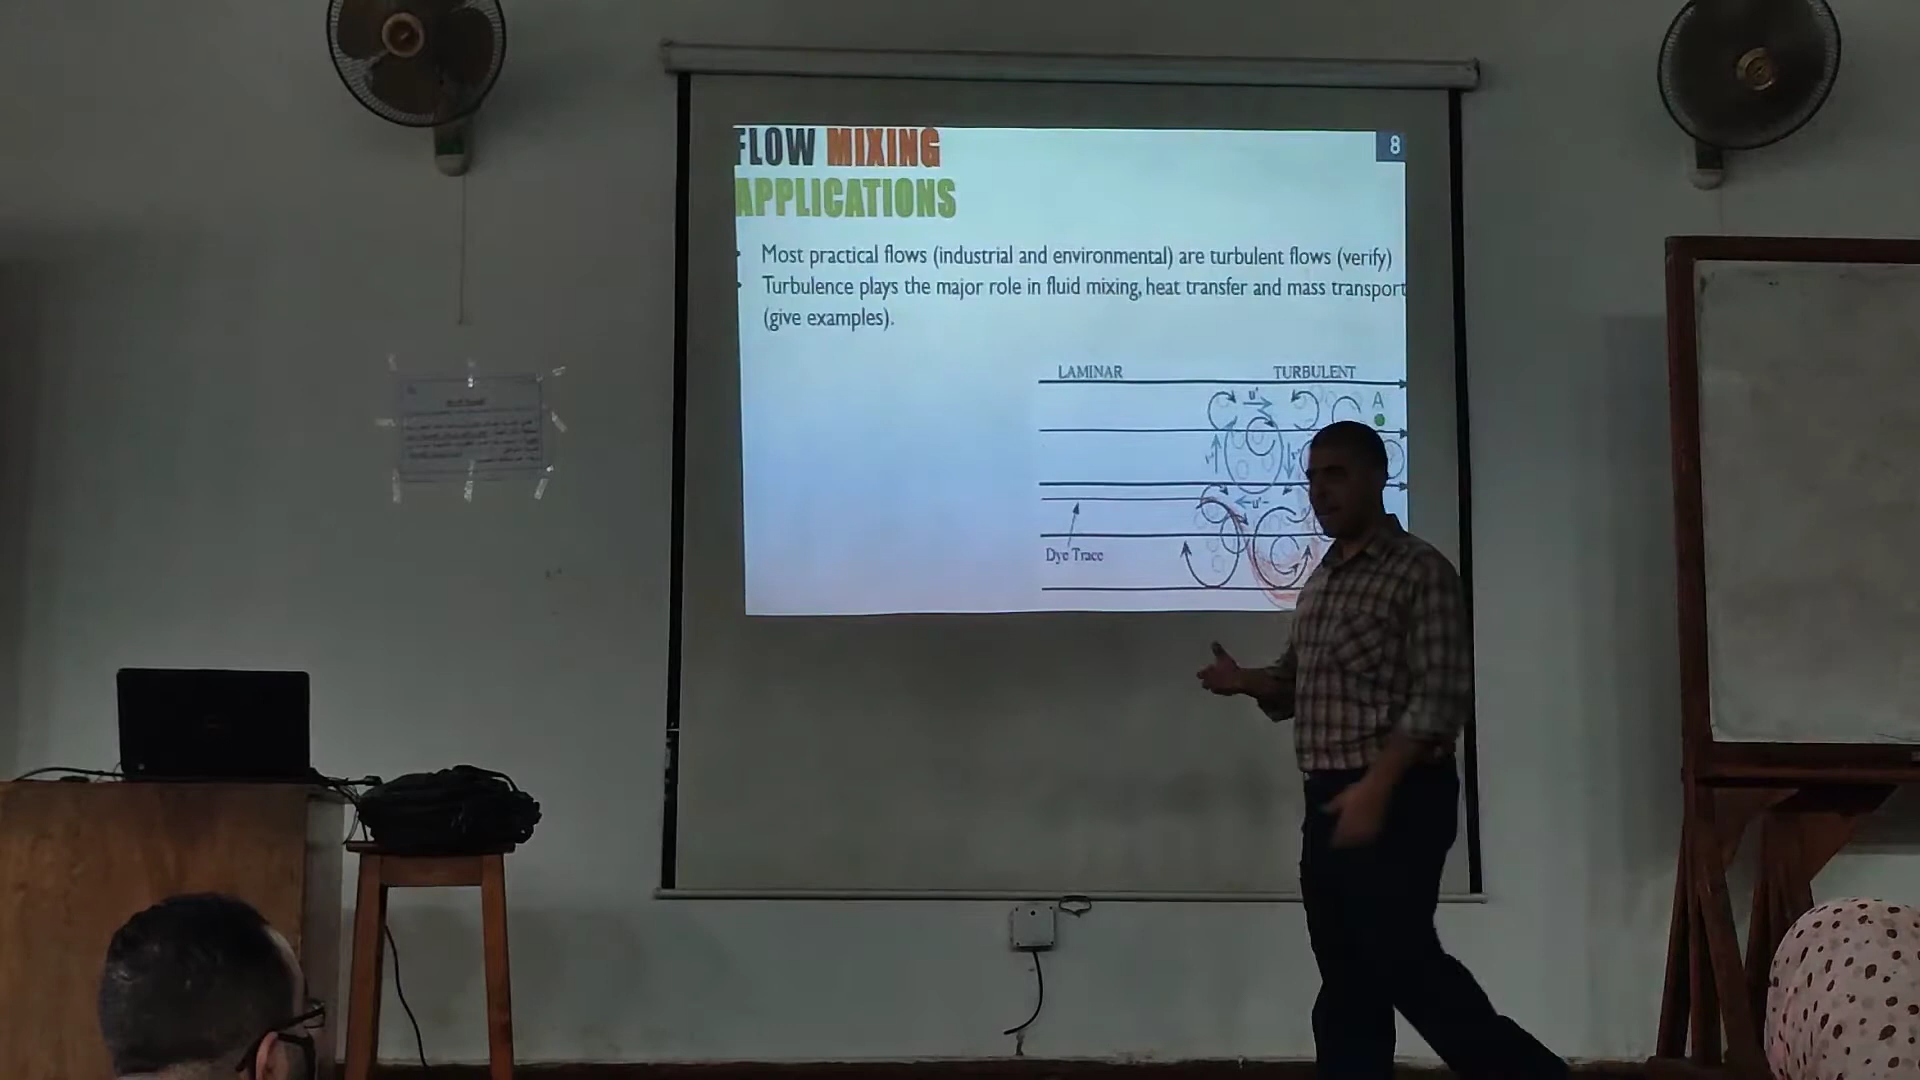 FLOW MIXING
8
APPLICATIONS
Most practical flows (industrial and environmental) are turbulent flows (verify)
Turbulence plays the major role in fluid mixing, heat transfer and mass transport
(give examples).
LAMINAR TURBULENT
u'
A
u'
Dye Trace